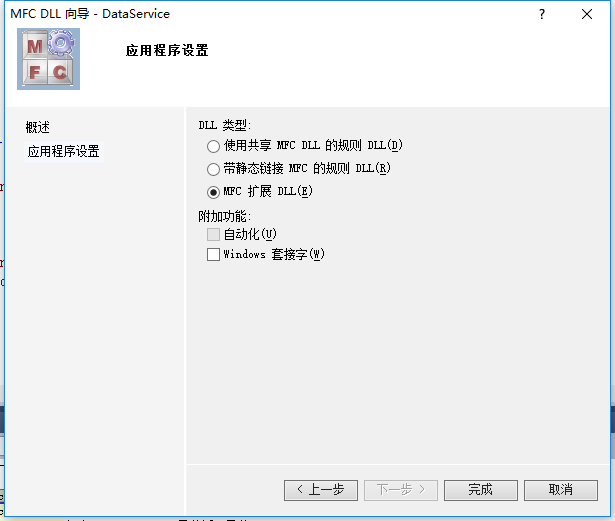 MFC DLL 向导 - DataService
? 
M
F C
应用程序设置
概述
应用程序设置
DLL 类型:
使用共享 MFC DLL 的规则 DLL(D)
带静态链接 MFC 的规则 DLL(R)
MFC 扩展 DLL(E)
附加功能:
自动化(U)
Windows 套接字(W)
< 上一步
下一步 >
完成
取消